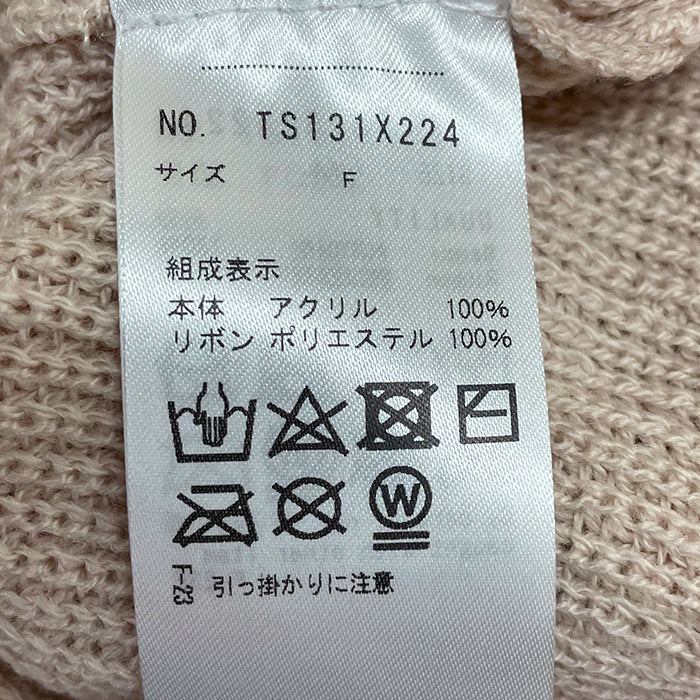 NO. TS131X224
サイズ F
組成表示
本体 アクリル 100%
リボン ポリエステル 100%
W
F-23 引っ掛かりに注意